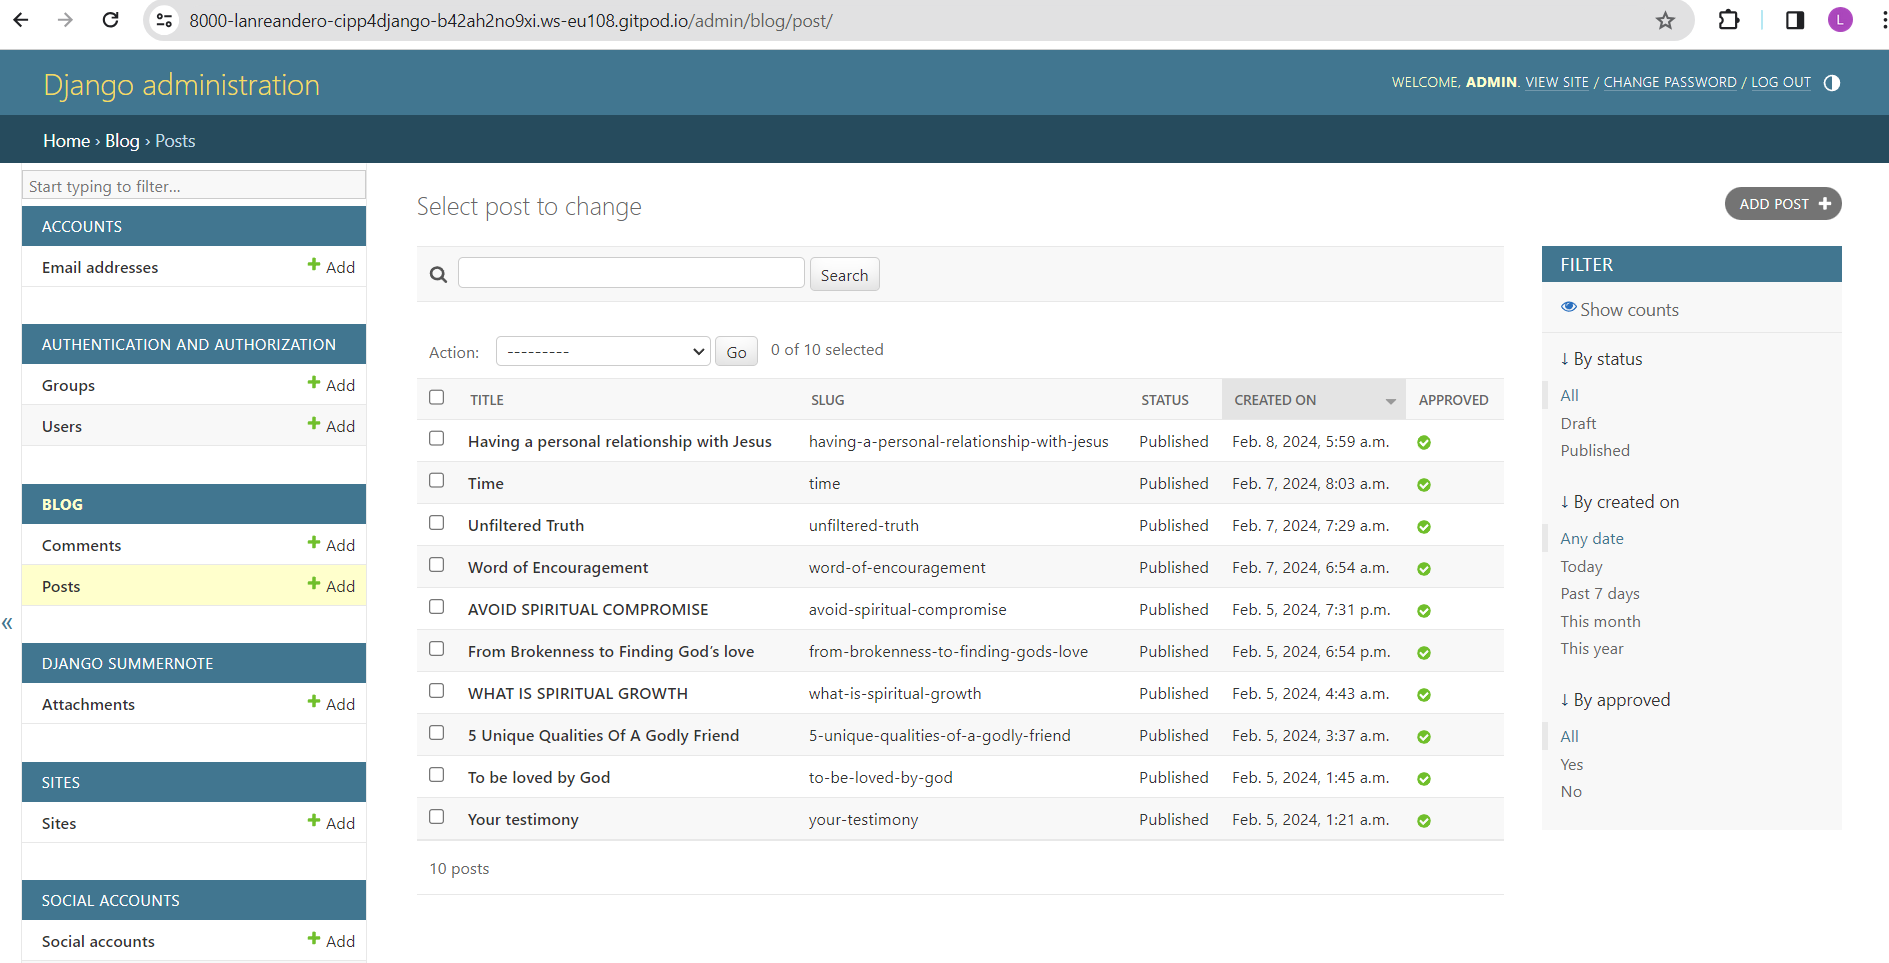 8000-lanreandero-cipp4django-b42ah2no9xi.ws-eu108.gitpod.io/admin/blog/post/
L
Django administration
WELCOME, ADMIN. VIEW SITE / CHANGE PASSWORD / LOG OUT
Home › Blog › Posts
Start typing to filter...
ACCOUNTS
Email addresses Add
AUTHENTICATION AND AUTHORIZATION
Groups Add
Users Add
BLOG
Comments Add
Posts Add
«
DJANGO SUMMERNOTE
Attachments Add
SITES
Sites Add
SOCIAL ACCOUNTS
Social accounts Add
Select post to change
ADD POST +
Search
Action: --------- Go 0 of 10 selected
TITLE SLUG STATUS CREATED ON APPROVED
Having a personal relationship with Jesus having-a-personal-relationship-with-jesus Published Feb. 8, 2024, 5:59 a.m.
Time time Published Feb. 7, 2024, 8:03 a.m.
Unfiltered Truth unfiltered-truth Published Feb. 7, 2024, 7:29 a.m.
Word of Encouragement word-of-encouragement Published Feb. 7, 2024, 6:54 a.m.
AVOID SPIRITUAL COMPROMISE avoid-spiritual-compromise Published Feb. 5, 2024, 7:31 p.m.
From Brokenness to Finding God’s love from-brokenness-to-finding-gods-love Published Feb. 5, 2024, 6:54 p.m.
WHAT IS SPIRITUAL GROWTH what-is-spiritual-growth Published Feb. 5, 2024, 4:43 a.m.
5 Unique Qualities Of A Godly Friend 5-unique-qualities-of-a-godly-friend Published Feb. 5, 2024, 3:37 a.m.
To be loved by God to-be-loved-by-god Published Feb. 5, 2024, 1:45 a.m.
Your testimony your-testimony Published Feb. 5, 2024, 1:21 a.m.
10 posts
FILTER
Show counts
↓ By status
All
Draft
Published
↓ By created on
Any date
Today
Past 7 days
This month
This year
↓ By approved
All
Yes
No